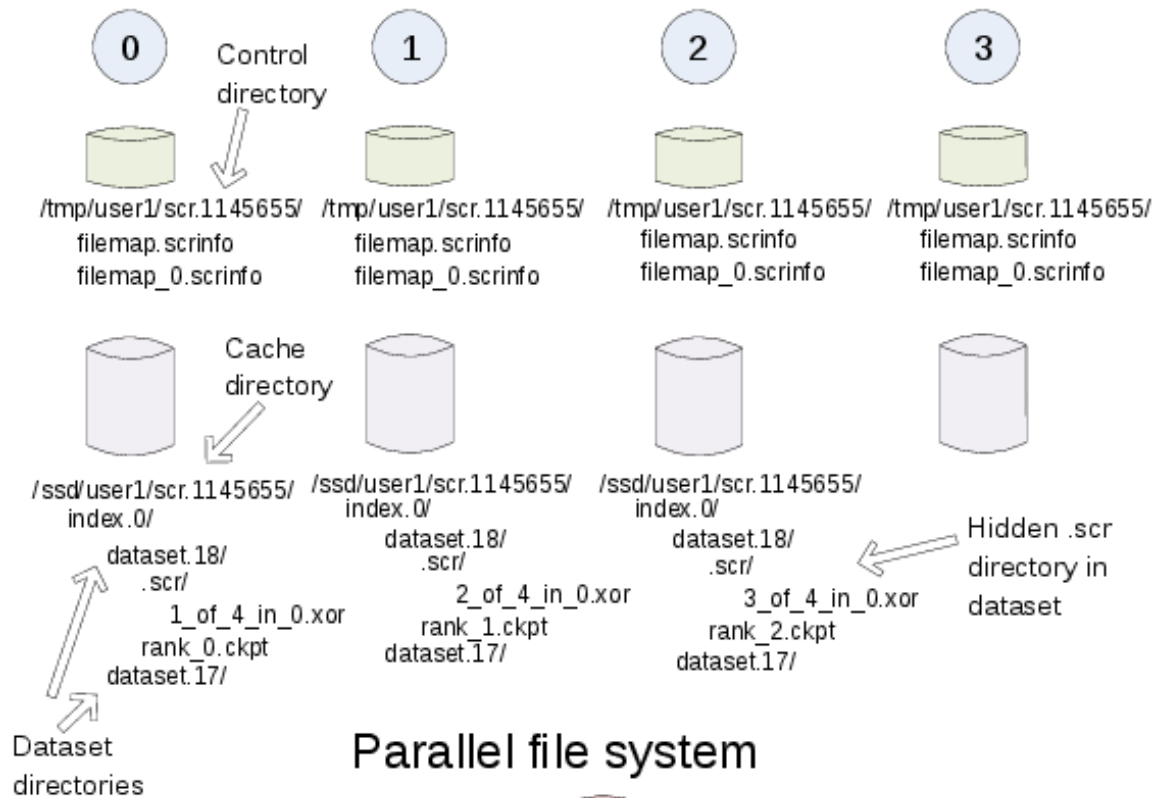 0
1
2
3
Control
directory
/tmp/user1/scr.1145655/
filemap.scrinfo
filemap_0.scrinfo
/tmp/user1/scr.1145655/
filemap.scrinfo
filemap_0.scrinfo
/tmp/user1/scr.1145655/
filemap.scrinfo
filemap_0.scrinfo
/tmp/user1/scr.1145655/
filemap.scrinfo
filemap_0.scrinfo
Cache
directory
/ssd/user1/scr.1145655/
index.0/
dataset.18/
.scr/
1_of_4_in_0.xor
rank_0.ckpt
dataset.17/
/ssd/user1/scr.1145655/
index.0/
dataset.18/
.scr/
2_of_4_in_0.xor
rank_1.ckpt
dataset.17/
/ssd/user1/scr.1145655/
index.0/
dataset.18/
.scr/
3_of_4_in_0.xor
rank_2.ckpt
dataset.17/
Hidden .scr
directory in
dataset
Dataset
directories
Parallel file system